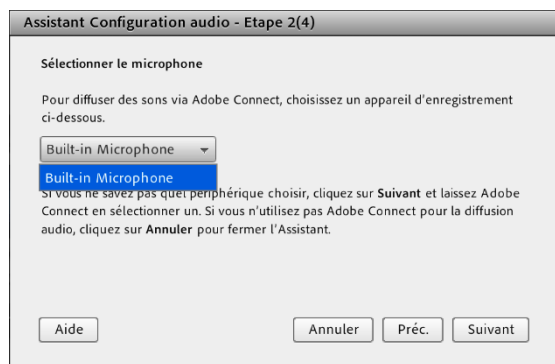 Assistant Configuration audio - Etape 2(4)
Sélectionner le microphone
Pour diffuser des sons via Adobe Connect, choisissez un appareil d'enregistrement
ci-dessous.
Built-in Microphone
Built-in Microphone
Si vous ne savez pas quel périphérique choisir, cliquez sur Suivant et laissez Adobe
Connect en sélectionner un. Si vous n'utilisez pas Adobe Connect pour la diffusion
audio, cliquez sur Annuler pour fermer l'Assistant.
Aide Annuler Préc. Suivant